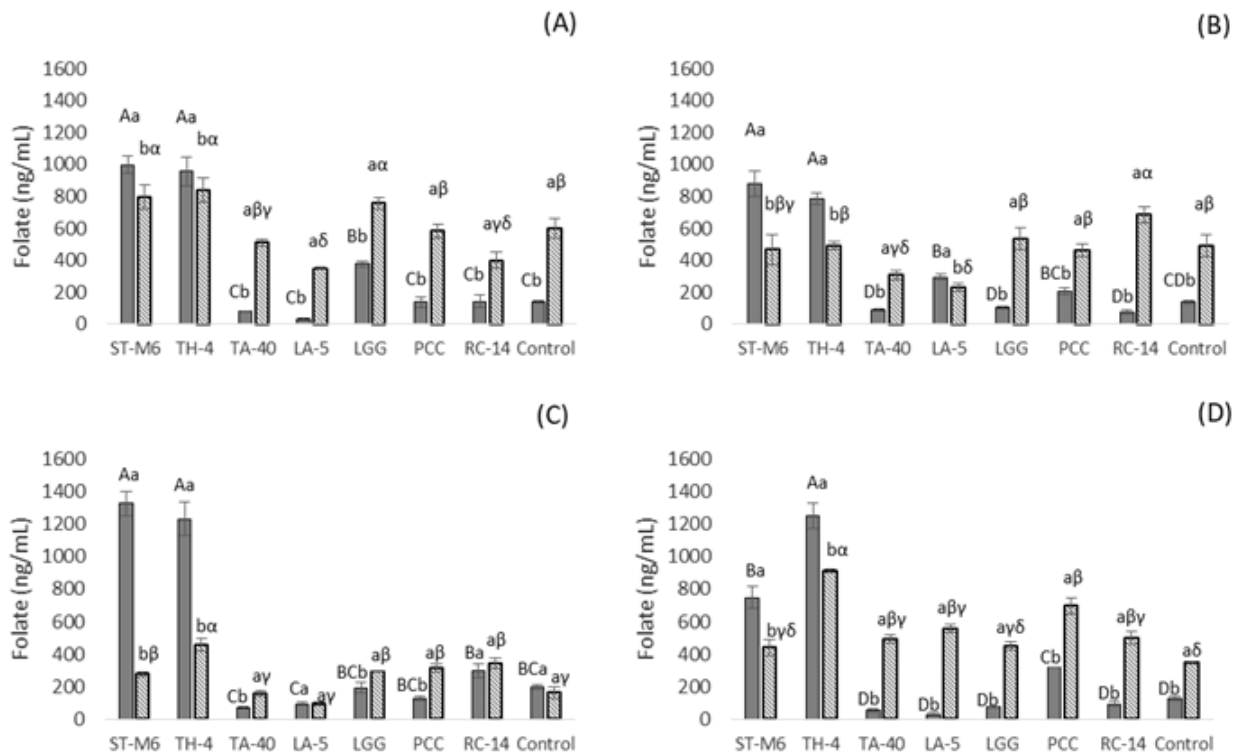 (A)
Folate (ng/mL)
1600
1400
1200
1000
800
600
400
200
0
Aa
bα
Aa
bα
Cb
aβγ
Cb
aδ
Bb
aα
Cb
aβ
Cb
aγδ
Cb
aβ
ST-M6 TH-4 TA-40 LA-5 LGG PCC RC-14 Control
(B)
Folate (ng/mL)
1600
1400
1200
1000
800
600
400
200
0
Aa
bβγ
Aa
bβ
Db
aγδ
Ba
bδ
Db
aβ
BCb
aβ
Db
aα
CDb
aβ
ST-M6 TH-4 TA-40 LA-5 LGG PCC RC-14 Control
(C)
Folate (ng/mL)
1600
1400
1200
1000
800
600
400
200
0
Aa
bβ
Aa
bα
Cb
aγ
Ca
aγ
BCb
aβ
BCb
aβ
Ba
aβ
BCa
aγ
ST-M6 TH-4 TA-40 LA-5 LGG PCC RC-14 Control
(D)
Folate (ng/mL)
1600
1400
1200
1000
800
600
400
200
0
Ba
bγδ
Aa
bα
Db
aβγ
Db
aβγ
Db
aγδ
Cb
aβ
Db
aβγ
Db
aδ
ST-M6 TH-4 TA-40 LA-5 LGG PCC RC-14 Control